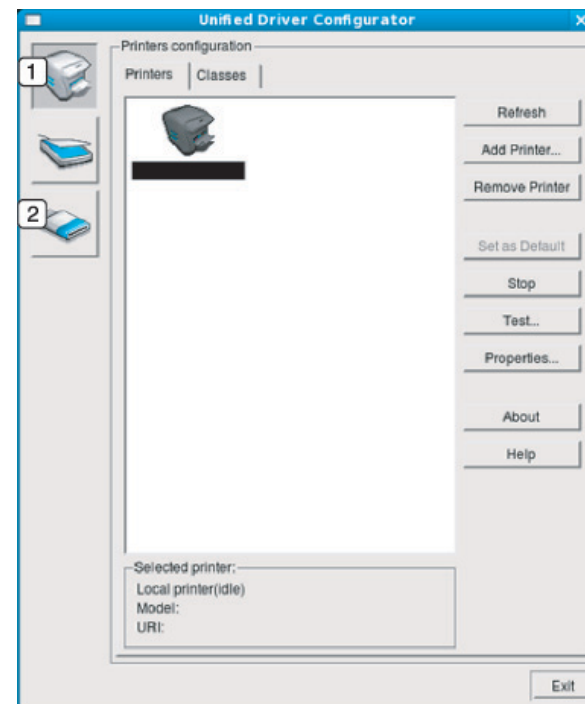 Unified Driver Configurator
1
2
Printers configuration
Printers Classes
Refresh
Add Printer...
Remove Printer
Set as Default
Stop
Test...
Properties...
About
Help
Selected printer:
Local printer(idle)
Model:
URI:
Exit